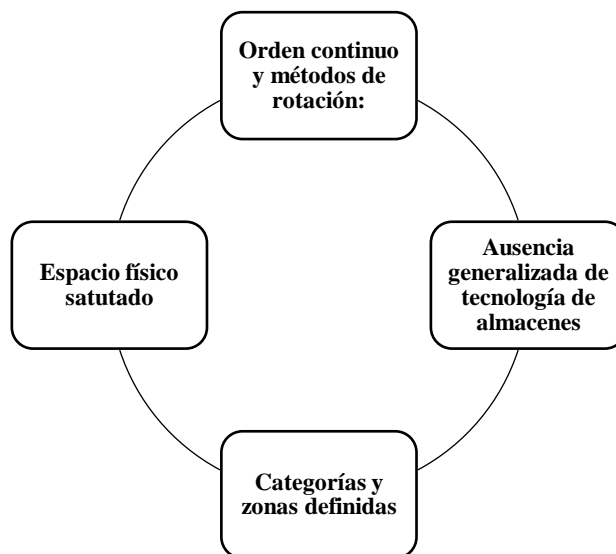 Orden continuo
y métodos de
rotación:
Ausencia
generalizada de
tecnología de
almacenes
Categorías y
zonas definidas
Espacio físico
satutado